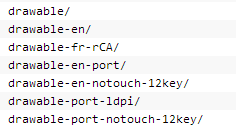 drawable/
drawable-en/
drawable-fr-rCA/
drawable-en-port/
drawable-en-notouch-12key/
drawable-port-ldpi/
drawable-port-notouch-12key/